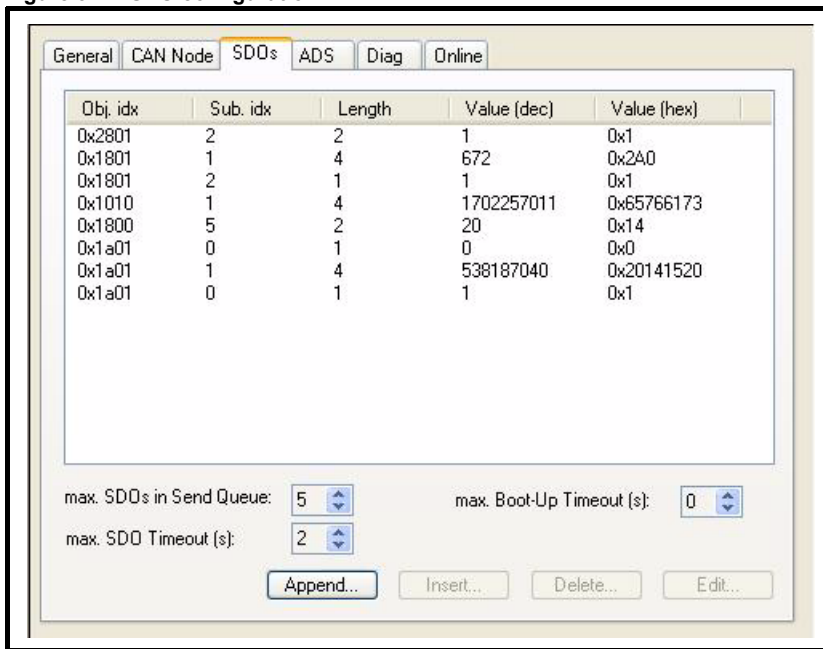 General CAN Node SDOs ADS Diag Online
Obj. idx Sub. idx Length Value (dec) Value (hex)
0x2801 2 2 1 0x1
0x1801 1 4 672 0x2A0
0x1801 2 1 1 0x1
0x1010 1 4 1702257011 0x65766173
0x1800 5 2 20 0x14
0x1a01 0 1 0 0x0
0x1a01 1 4 538187040 0x20141520
0x1a01 0 1 1 0x1
max. SDOs in Send Queue: 5 max. Boot-Up Timeout (s): 0
max. SDO Timeout (s): 2
Append... Insert... Delete... Edit...